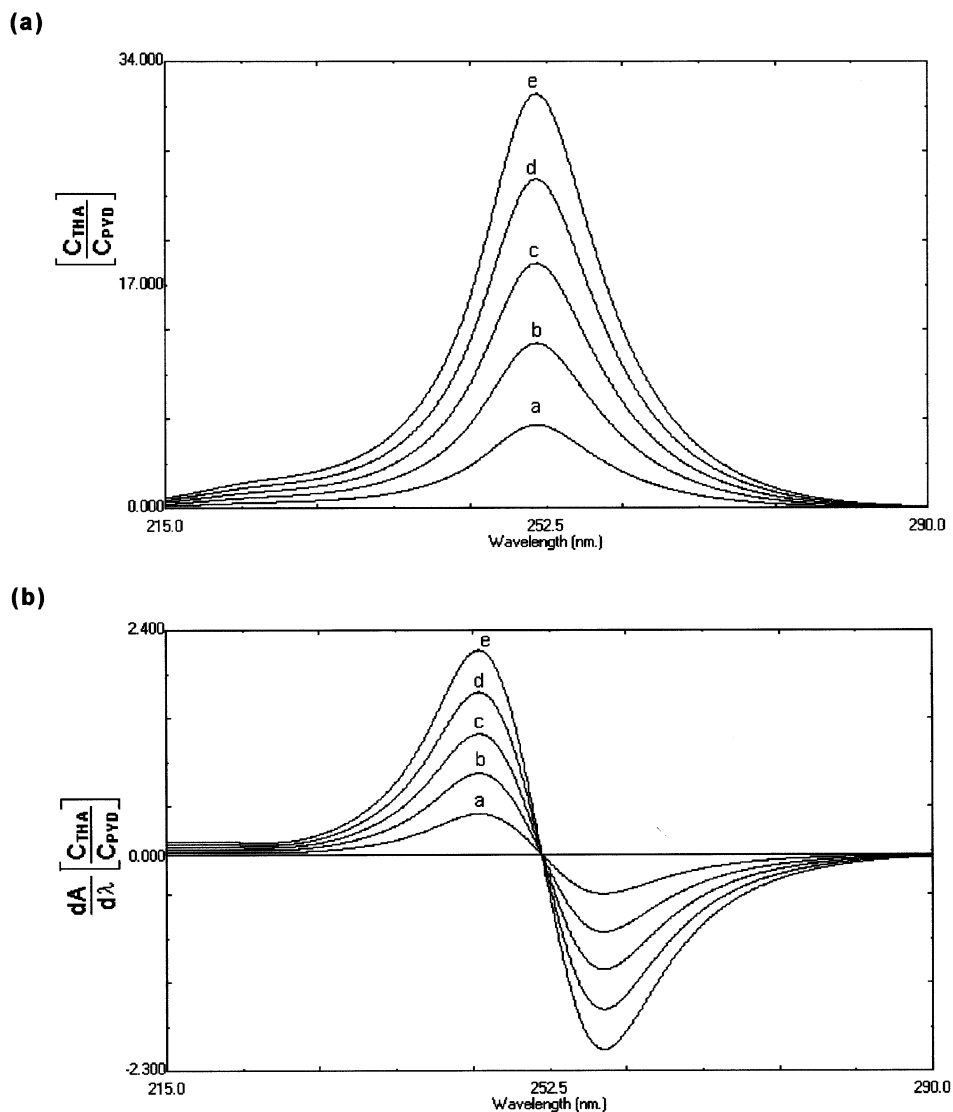 (a)
34.000
e
d
[C_THA/C_PYD]
c
17.000
b
a
0.000
215.0
252.5
290.0
Wavelength (nm.)
(b)
2.400
e
d
c
b
a
dA/dλ [C_THA/C_PYD]
0.000
-2.300
215.0
252.5
290.0
Wavelength (nm.)